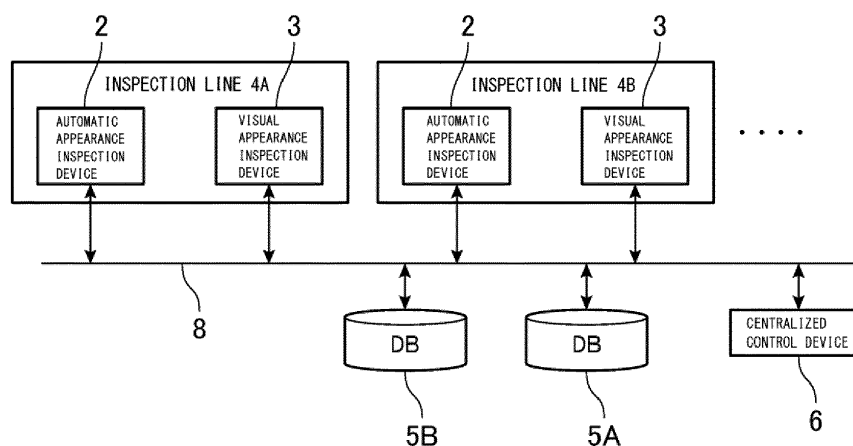 2
3
2
3
INSPECTION LINE 4A
INSPECTION LINE 4B
AUTOMATIC
APPEARANCE
INSPECTION
DEVICE
VISUAL
APPEARANCE
INSPECTION
DEVICE
AUTOMATIC
APPEARANCE
INSPECTION
DEVICE
VISUAL
APPEARANCE
INSPECTION
DEVICE
....
8
DB
DB
CENTRALIZED
CONTROL DEVICE
5B
5A
6